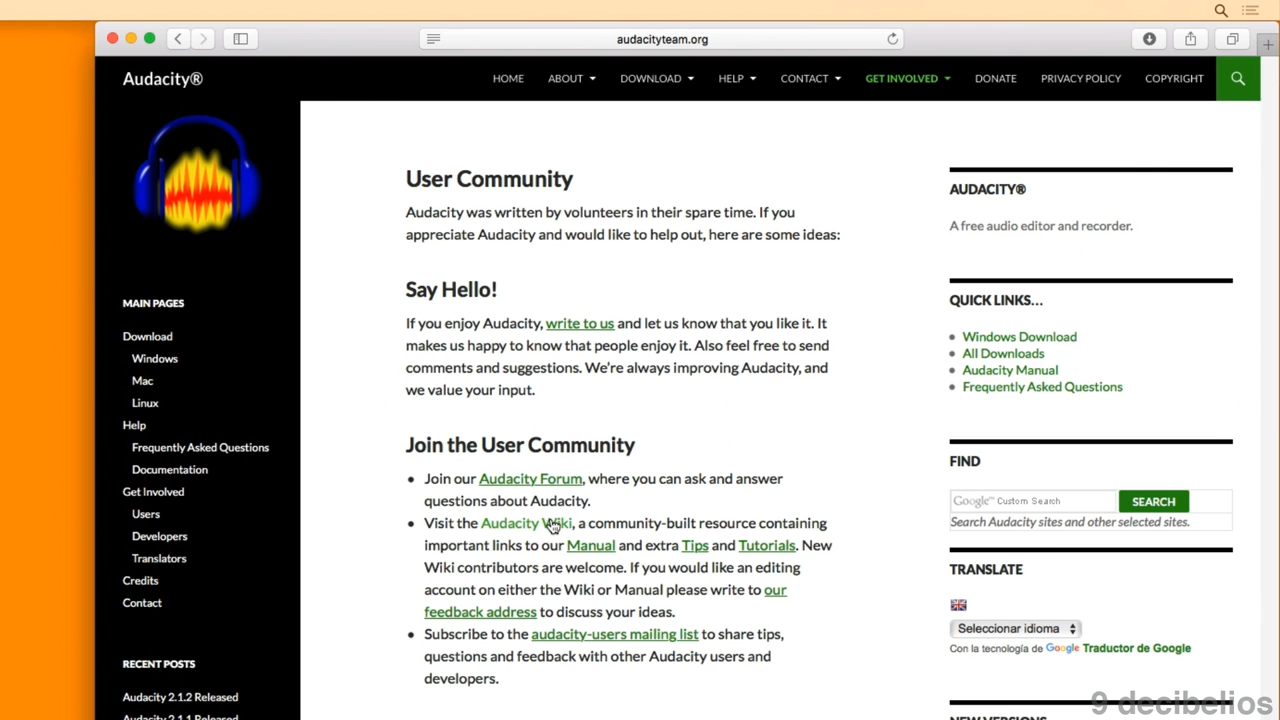 audacityteam.org
Audacity®
HOME ABOUT DOWNLOAD HELP CONTACT GET INVOLVED DONATE PRIVACY POLICY COPYRIGHT
MAIN PAGES
Download
Windows
Mac
Linux
Help
Frequently Asked Questions
Documentation
Get Involved
Users
Developers
Translators
Credits
Contact
RECENT POSTS
Audacity 2.1.2 Released
Audacity 2.1.1 Released
User Community
Audacity was written by volunteers in their spare time. If you
appreciate Audacity and would like to help out, here are some ideas:
Say Hello!
If you enjoy Audacity, write to us and let us know that you like it. It
makes us happy to know that people enjoy it. Also feel free to send
comments and suggestions. We’re always improving Audacity, and
we value your input.
Join the User Community
Join our Audacity Forum, where you can ask and answer
questions about Audacity.
Visit the Audacity Wiki, a community-built resource containing
important links to our Manual and extra Tips and Tutorials. New
Wiki contributors are welcome. If you would like an editing
account on either the Wiki or Manual please write to our
feedback address to discuss your ideas.
Subscribe to the audacity-users mailing list to share tips,
questions and feedback with other Audacity users and
developers.
AUDACITY®
A free audio editor and recorder.
QUICK LINKS…
Windows Download
All Downloads
Audacity Manual
Frequently Asked Questions
FIND
Google™ Custom Search SEARCH
Search Audacity sites and other selected sites.
TRANSLATE
Seleccionar idioma
Con la tecnología de Google Traductor de Google
NEW VERSIONS
9 decibelios